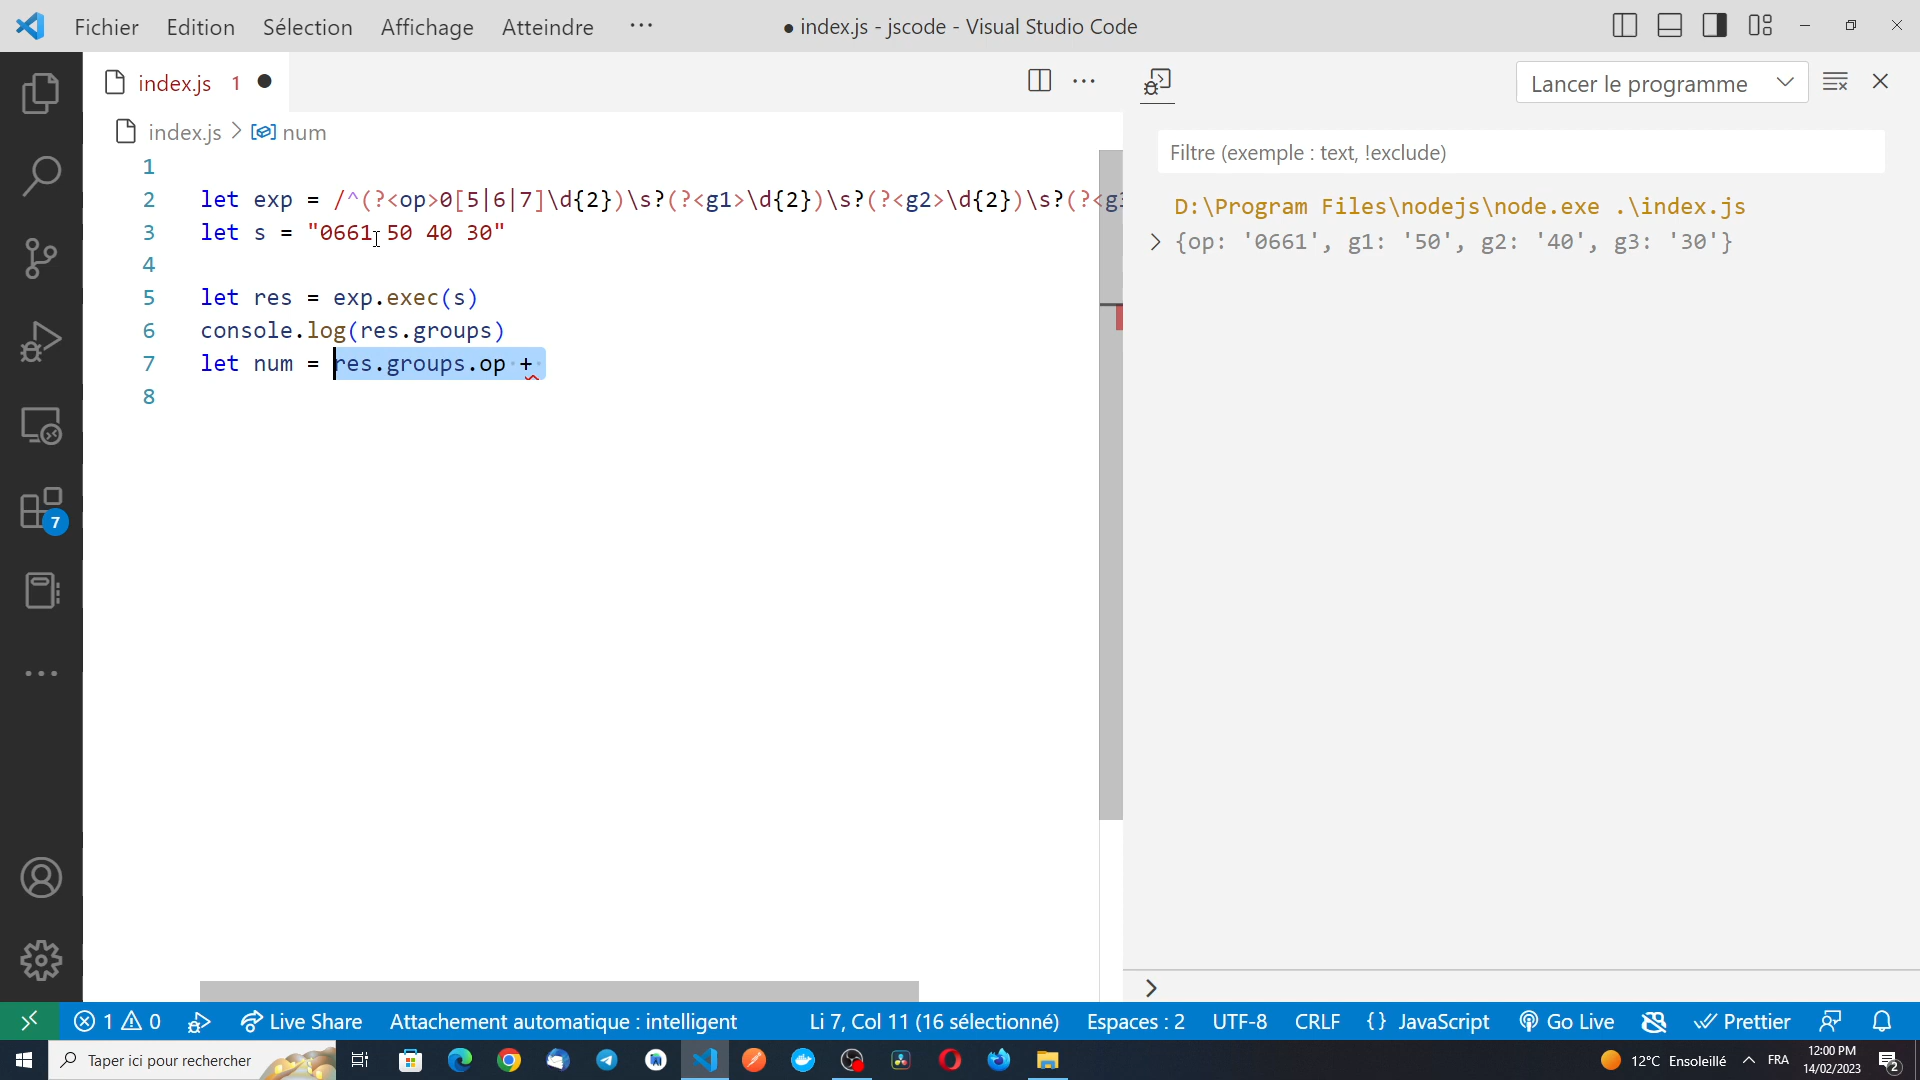 Fichier Edition Sélection Affichage Atteindre ··· ● index.js - jscode - Visual Studio Code
index.js 1 ●
Lancer le programme
index.js > num
Filtre (exemple : text, !exclude)
1
2 let exp = /^(?<op>0[5|6|7]\d{2})\s?(?<g1>\d{2})\s?(?<g2>\d{2})\s?(?<g3
3 let s = "0661 50 40 30"
4
5 let res = exp.exec(s)
6 console.log(res.groups)
7 let num = res.groups.op +
8
D:\Program Files\nodejs\node.exe .\index.js
> {op: '0661', g1: '50', g2: '40', g3: '30'}
7
>
1 0 Live Share Attachement automatique : intelligent Li 7, Col 11 (16 sélectionné) Espaces : 2 UTF-8 CRLF {} JavaScript Go Live Prettier
Taper ici pour rechercher
12°C Ensoleillé FRA 12:00 PM
14/02/2023
2